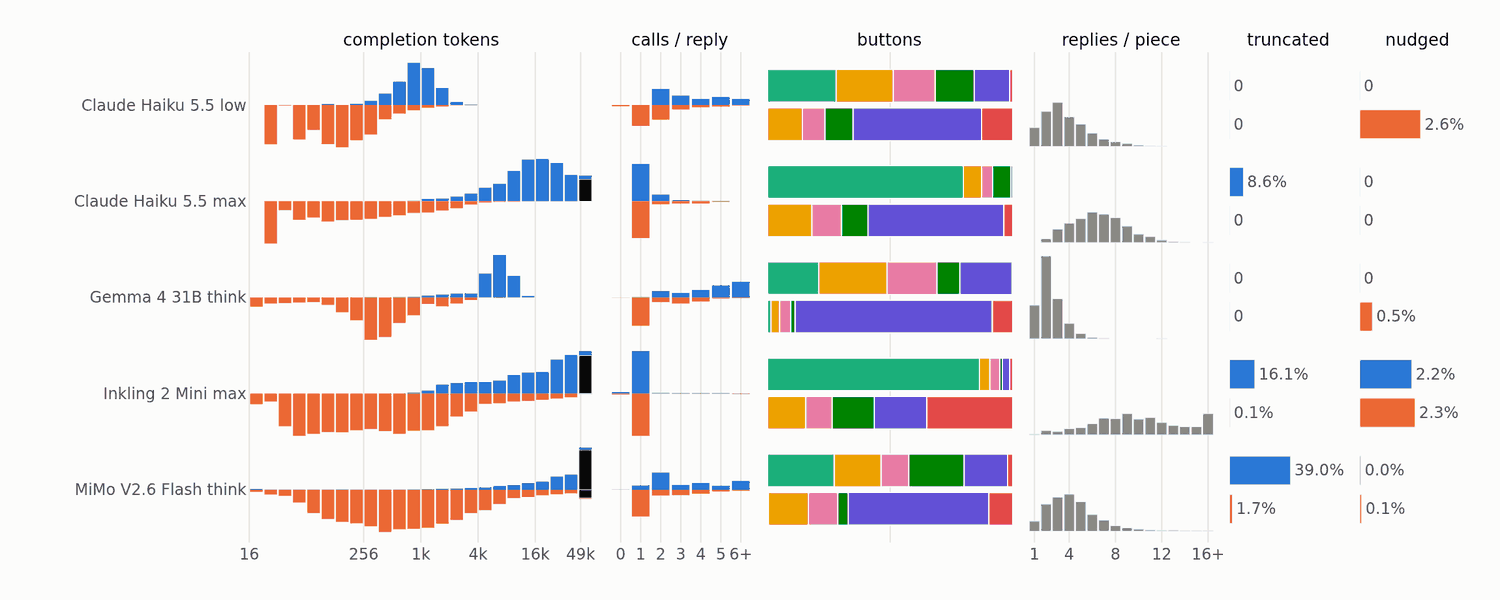 completion tokens calls / reply buttons replies / piece truncated nudged
Claude Haiku 5.5 low
0 0
0 2.6%
Claude Haiku 5.5 max
8.6% 0
0 0
Gemma 4 31B think
0 0
0 0.5%
Inkling 2 Mini max
16.1% 2.2%
0.1% 2.3%
MiMo V2.6 Flash think
39.0% 0.0%
1.7% 0.1%
16 256 1k 4k 16k 49k 0 1 2 3 4 5 6+ 1 4 8 12 16+